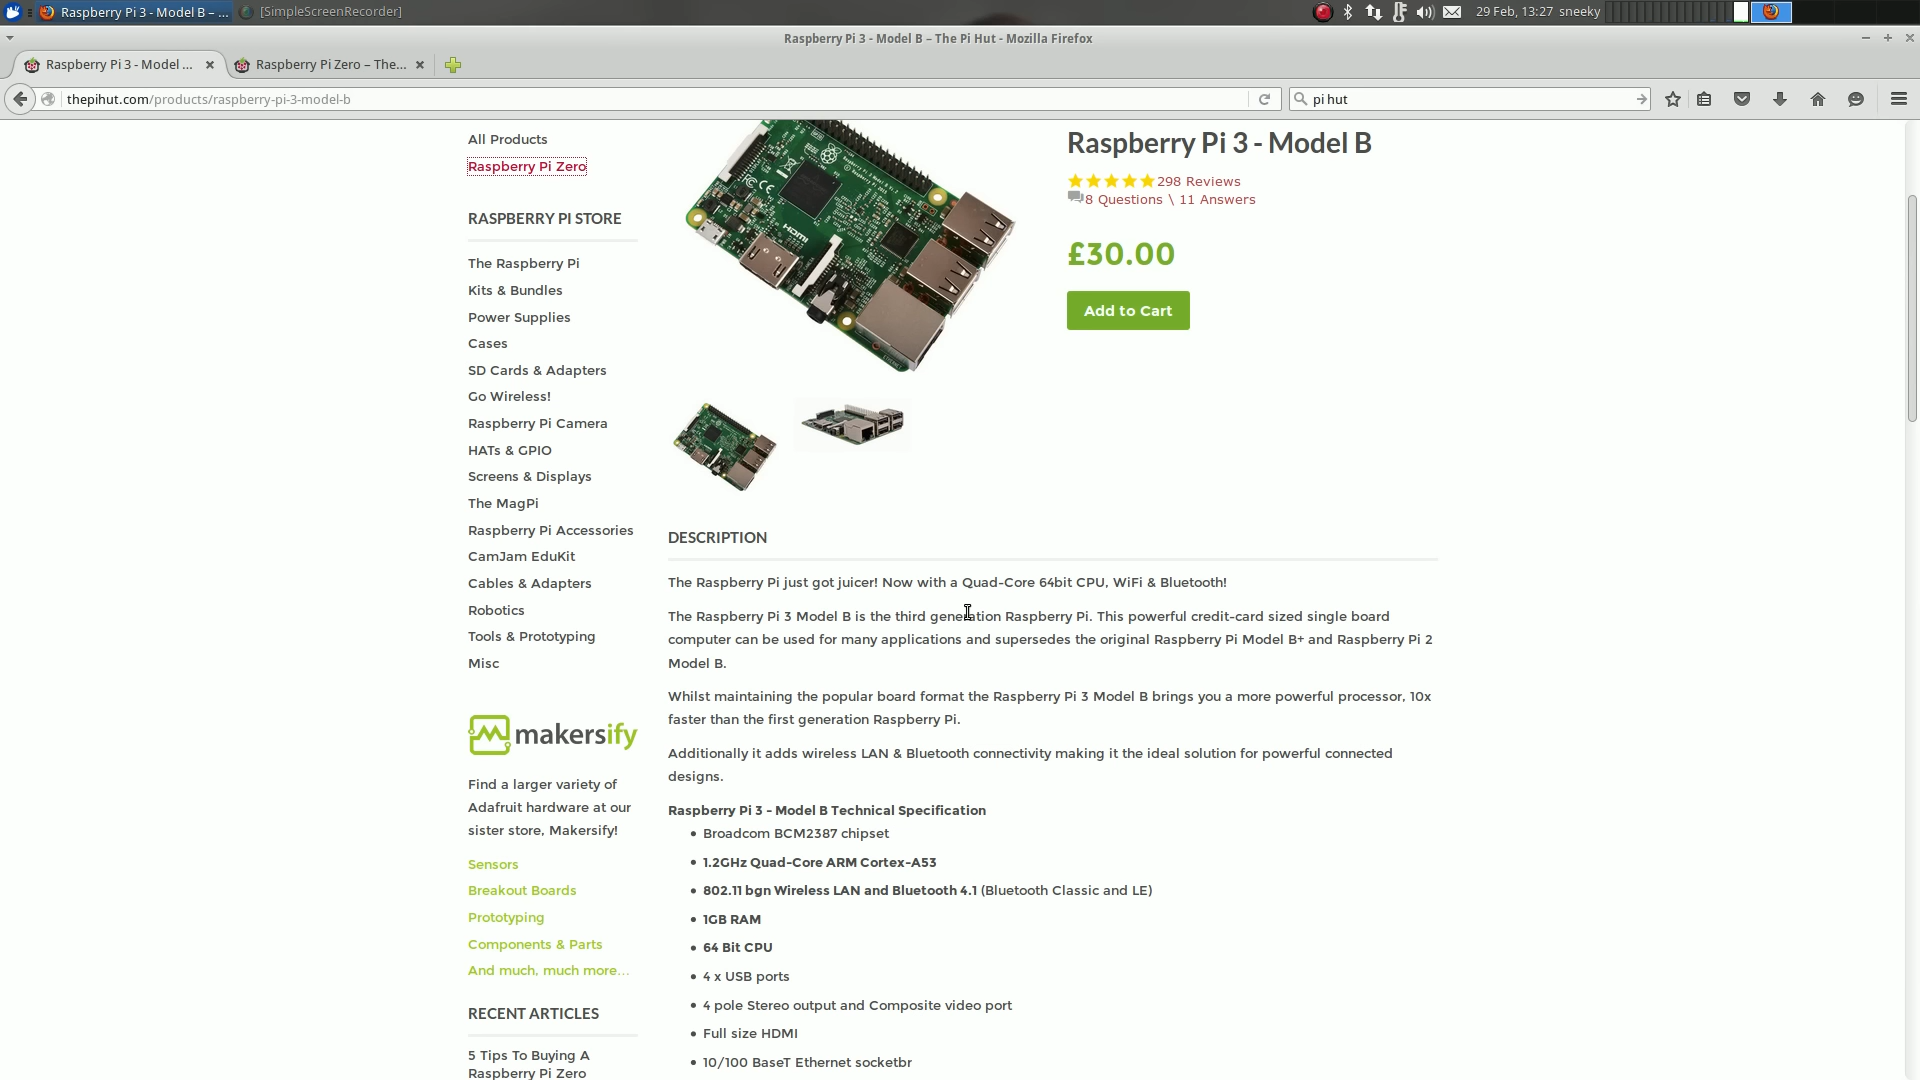 Raspberry Pi 3 - Model B – ...
[SimpleScreenRecorder]
29 Feb, 13:27 sneeky
Raspberry Pi 3 - Model B – The Pi Hut - Mozilla Firefox
Raspberry Pi 3 - Model ...
Raspberry Pi Zero – The...
thepihut.com/products/raspberry-pi-3-model-b
pi hut
All Products
Raspberry Pi Zero
RASPBERRY PI STORE
The Raspberry Pi
Kits & Bundles
Power Supplies
Cases
SD Cards & Adapters
Go Wireless!
Raspberry Pi Camera
HATs & GPIO
Screens & Displays
The MagPi
Raspberry Pi Accessories
CamJam EduKit
Cables & Adapters
Robotics
Tools & Prototyping
Misc
makersify
Find a larger variety of
Adafruit hardware at our
sister store, Makersify!
Sensors
Breakout Boards
Prototyping
Components & Parts
And much, much more...
RECENT ARTICLES
5 Tips To Buying A
Raspberry Pi Zero
HDMI
Raspberry Pi 3 - Model B
298 Reviews
8 Questions \ 11 Answers
£30.00
Add to Cart
DESCRIPTION
The Raspberry Pi just got juicer! Now with a Quad-Core 64bit CPU, WiFi & Bluetooth!
The Raspberry Pi 3 Model B is the third generation Raspberry Pi. This powerful credit-card sized single board
computer can be used for many applications and supersedes the original Raspberry Pi Model B+ and Raspberry Pi 2
Model B.
Whilst maintaining the popular board format the Raspberry Pi 3 Model B brings you a more powerful processor, 10x
faster than the first generation Raspberry Pi.
Additionally it adds wireless LAN & Bluetooth connectivity making it the ideal solution for powerful connected
designs.
Raspberry Pi 3 - Model B Technical Specification
• Broadcom BCM2387 chipset
• 1.2GHz Quad-Core ARM Cortex-A53
• 802.11 bgn Wireless LAN and Bluetooth 4.1 (Bluetooth Classic and LE)
• 1GB RAM
• 64 Bit CPU
• 4 x USB ports
• 4 pole Stereo output and Composite video port
• Full size HDMI
• 10/100 BaseT Ethernet socketbr